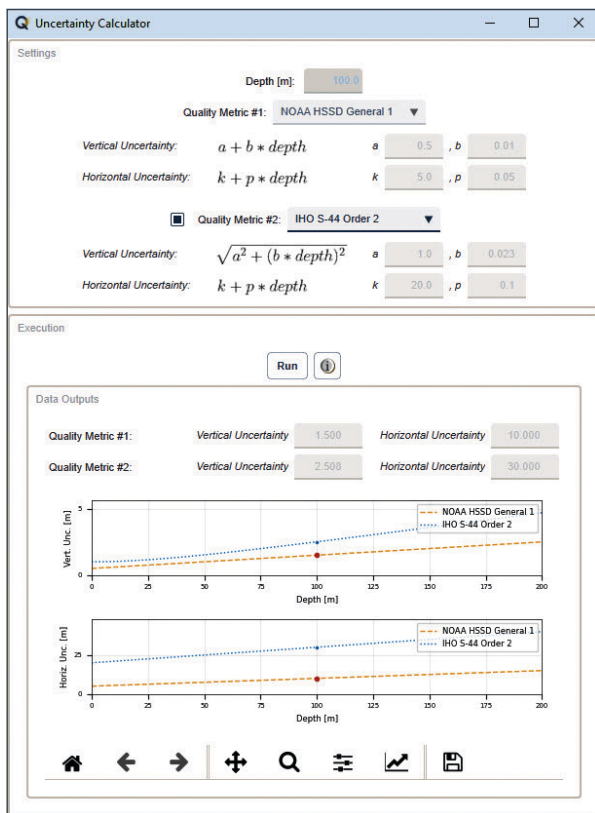 Uncertainty Calculator
Settings
Depth [m]: 100.0
Quality Metric #1: NOAA HSSD General 1
Vertical Uncertainty: a + b * depth a 0.5 , b 0.01
Horizontal Uncertainty: k + p * depth k 5.0 , p 0.05
Quality Metric #2: IHO S-44 Order 2
Vertical Uncertainty: √a² + (b * depth)² a 1.0 , b 0.023
Horizontal Uncertainty: k + p * depth k 20.0 , p 0.1
Execution
Run
Data Outputs
Quality Metric #1: Vertical Uncertainty 1.500 Horizontal Uncertainty 10.000
Quality Metric #2: Vertical Uncertainty 2.508 Horizontal Uncertainty 30.000
Vert. Unc. [m]
5
0
NOAA HSSD General 1
IHO S-44 Order 2
0 25 50 75 100 125 150 175 200
Depth [m]
Horiz. Unc. [m]
25
0
NOAA HSSD General 1
IHO S-44 Order 2
0 25 50 75 100 125 150 175 200
Depth [m]